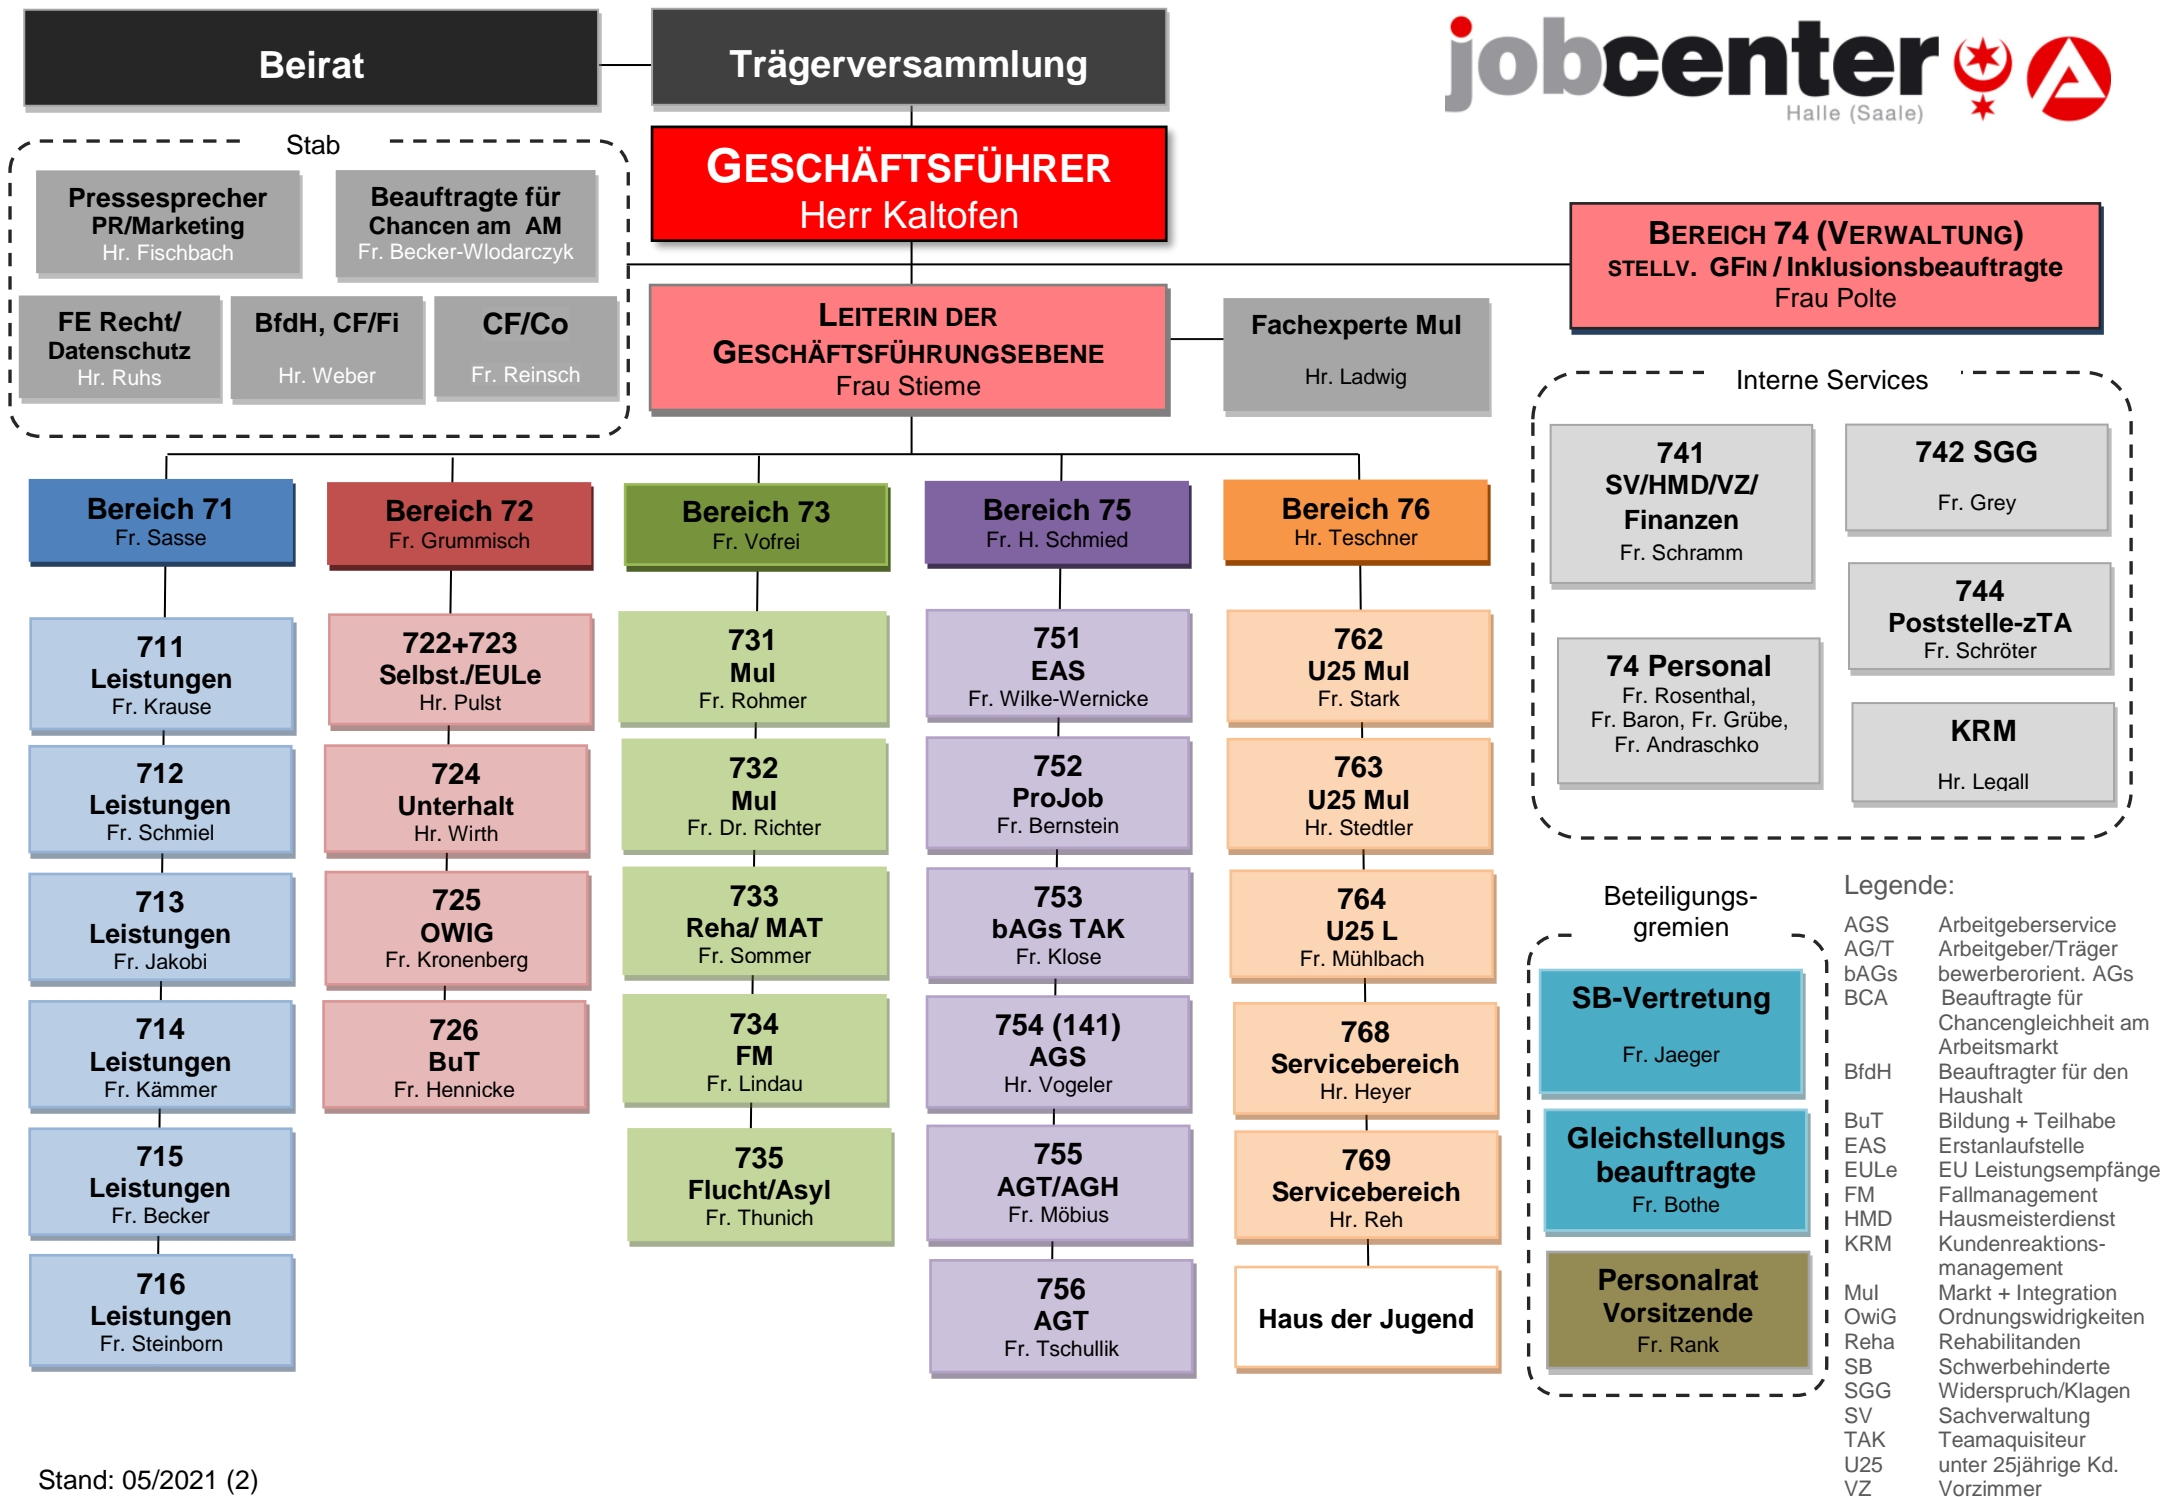 Beirat
Trägerversammlung
jobcenter
Halle (Saale)
GESCHÄFTSFÜHRER
Herr Kaltofen
Stab
Pressesprecher
PR/Marketing
Hr. Fischbach
Beauftragte für
Chancen am AM
Fr. Becker-Wlodarczyk
FE Recht/
Datenschutz
Hr. Ruhs
BfdH, CF/Fi
Hr. Weber
CF/Co
Fr. Reinsch
LEITERIN DER
GESCHÄFTSFÜHRUNGSEBENE
Frau Stieme
Fachexperte MuI
Hr. Ladwig
BEREICH 74 (VERWALTUNG)
STELLV. GFIN / Inklusionsbeauftragte
Frau Polte
Interne Services
741
SV/HMD/VZ/
Finanzen
Fr. Schramm
742 SGG
Fr. Grey
744
Poststelle-zTA
Fr. Schröter
74 Personal
Fr. Rosenthal,
Fr. Baron, Fr. Grübe,
Fr. Andraschko
KRM
Hr. Legall
Bereich 71
Fr. Sasse
711
Leistungen
Fr. Krause
712
Leistungen
Fr. Schmiel
713
Leistungen
Fr. Jakobi
714
Leistungen
Fr. Kämmer
715
Leistungen
Fr. Becker
716
Leistungen
Fr. Steinborn
Bereich 72
Fr. Grummisch
722+723
Selbst./EULe
Hr. Pulst
724
Unterhalt
Hr. Wirth
725
OWIG
Fr. Kronenberg
726
BuT
Fr. Hennicke
Bereich 73
Fr. Vofrei
731
MuI
Fr. Rohmer
732
MuI
Fr. Dr. Richter
733
Reha/ MAT
Fr. Sommer
734
FM
Fr. Lindau
735
Flucht/Asyl
Fr. Thunich
Bereich 75
Fr. H. Schmied
751
EAS
Fr. Wilke-Wernicke
752
ProJob
Fr. Bernstein
753
bAGs TAK
Fr. Klose
754 (141)
AGS
Hr. Vogeler
755
AGT/AGH
Fr. Möbius
756
AGT
Fr. Tschullik
Bereich 76
Hr. Teschner
762
U25 MuI
Fr. Stark
763
U25 MuI
Hr. Stedtler
764
U25 L
Fr. Mühlbach
768
Servicebereich
Hr. Heyer
769
Servicebereich
Hr. Reh
Haus der Jugend
Beteiligungs-
gremien
SB-Vertretung
Fr. Jaeger
Gleichstellungs
beauftragte
Fr. Bothe
Personalrat
Vorsitzende
Fr. Rank
Legende:
AGS Arbeitgeberservice
AG/T Arbeitgeber/Träger
bAGs bewerberorient. AGs
BCA Beauftragte für
Chancengleichheit am
Arbeitsmarkt
BfdH Beauftragter für den
Haushalt
BuT Bildung + Teilhabe
EAS Erstanlaufstelle
EULe EU Leistungsempfänge
FM Fallmanagement
HMD Hausmeisterdienst
KRM Kundenreaktions-
management
MuI Markt + Integration
OwiG Ordnungswidrigkeiten
Reha Rehabilitanden
SB Schwerbehinderte
SGG Widerspruch/Klagen
SV Sachverwaltung
TAK Teamaquisiteur
U25 unter 25jährige Kd.
VZ Vorzimmer
Stand: 05/2021 (2)